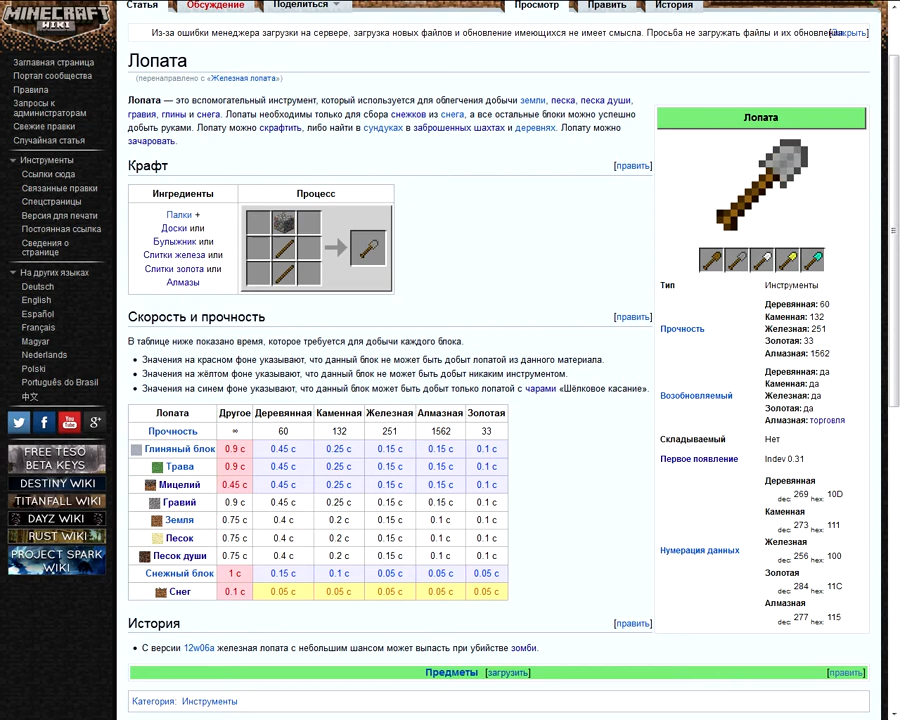 MINECRAFT
WIKI
Статья
Обсуждение
Поделиться
Просмотр
Править
История
Из-за ошибки менеджера загрузки на сервере, загрузка новых файлов и обновление имеющихся не имеет смысла. Просьба не загружать файлы и их обновления
[закрыть]
Заглавная страница
Портал сообщества
Правила
Запросы к
администраторам
Свежие правки
Случайная статья
Инструменты
Ссылки сюда
Связанные правки
Спецстраницы
Версия для печати
Постоянная ссылка
Сведения о
странице
На других языках
Deutsch
English
Español
Français
Magyar
Nederlands
Polski
Português do Brasil
中文
You
Tube
g+
FREE TESO
BETA KEYS
DESTINY WIKI
TITANFALL WIKI
DAYZ WIKI
RUST WIKI
PROJECT SPARK
WIKI
Лопата
(перенаправлено с «Железная лопата»)
Лопата — это вспомогательный инструмент, который используется для облегчения добычи земли, песка, песка души,
гравия, глины и снега. Лопаты необходимы только для сбора снежков из снега, а все остальные блоки можно успешно
добыть руками. Лопату можно скрафтить, либо найти в сундуках в заброшенных шахтах и деревнях. Лопату можно
зачаровать.
Крафт
[править]
Ингредиенты Процесс
Палки +
Доски или
Булыжник или
Слитки железа или
Слитки золота или
Алмазы
Скорость и прочность
[править]
В таблице ниже показано время, которое требуется для добычи каждого блока.
Значения на красном фоне указывают, что данный блок не может быть добыт лопатой из данного материала.
Значения на жёлтом фоне указывают, что данный блок не может быть добыт никаким инструментом.
Значения на синем фоне указывают, что данный блок может быть добыт только лопатой с чарами «Шёлковое касание».
Лопата Другое Деревянная Каменная Железная Алмазная Золотая
Прочность ∞ 60 132 251 1562 33
Глиняный блок 0.9 с 0.45 с 0.25 с 0.15 с 0.15 с 0.1 с
Трава 0.9 с 0.45 с 0.25 с 0.15 с 0.15 с 0.1 с
Мицелий 0.45 с 0.45 с 0.25 с 0.15 с 0.15 с 0.1 с
Гравий 0.9 с 0.45 с 0.25 с 0.15 с 0.15 с 0.1 с
Земля 0.75 с 0.4 с 0.2 с 0.15 с 0.1 с 0.1 с
Песок 0.75 с 0.4 с 0.2 с 0.15 с 0.1 с 0.1 с
Песок души 0.75 с 0.4 с 0.2 с 0.15 с 0.1 с 0.1 с
Снежный блок 1 с 0.15 с 0.1 с 0.05 с 0.05 с 0.05 с
Снег 0.1 с 0.05 с 0.05 с 0.05 с 0.05 с 0.05 с
История
[править]
С версии 12w06a железная лопата с небольшим шансом может выпасть при убийстве зомби.
Предметы [загрузить]
[править]
Категория: Инструменты
Лопата
Тип Инструменты
Прочность
Деревянная: 60
Каменная: 132
Железная: 251
Золотая: 33
Алмазная: 1562
Возобновляемый
Деревянная: да
Каменная: да
Железная: да
Золотая: да
Алмазная: торговля
Складываемый Нет
Первое появление Indev 0.31
Нумерация данных
Деревянная
dec: 269 hex: 10D
Каменная
dec: 273 hex: 111
Железная
dec: 256 hex: 100
Золотая
dec: 284 hex: 11C
Алмазная
dec: 277 hex: 115